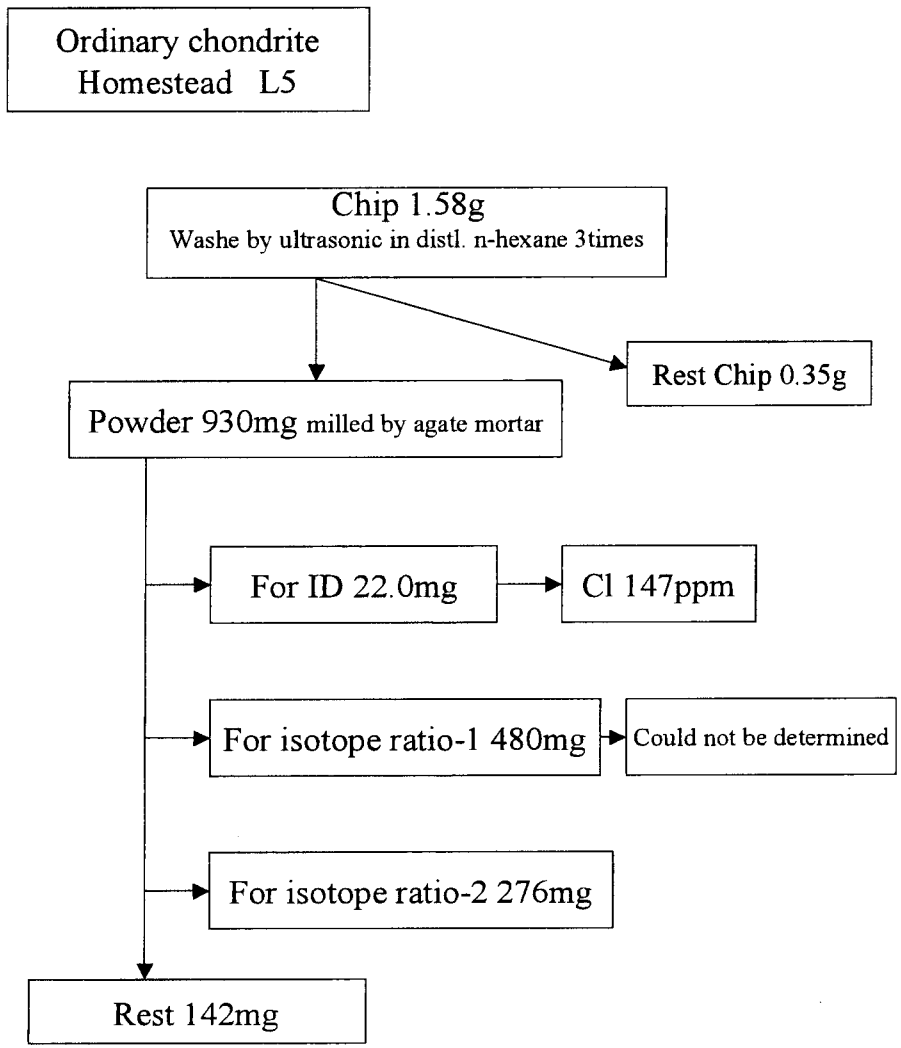 Ordinary chondrite
Homestead L5
Chip 1.58g
Washe by ultrasonic in distl. n-hexane 3times
Rest Chip 0.35g
Powder 930mg milled by agate mortar
For ID 22.0mg
Cl 147ppm
For isotope ratio-1 480mg
Could not be determined
For isotope ratio-2 276mg
Rest 142mg